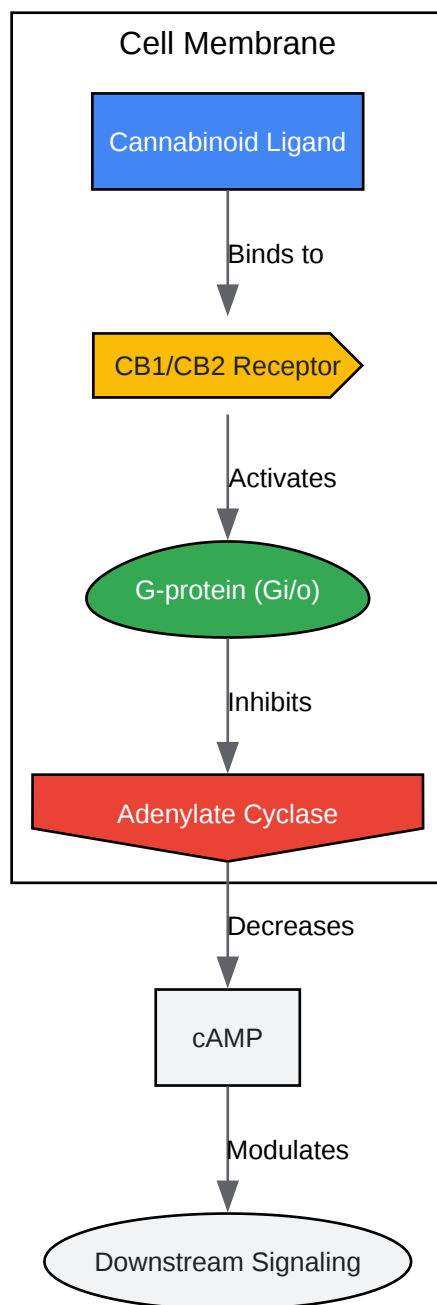 Cell Membrane
Cannabinoid Ligand
Binds to
CB1/CB2 Receptor
Activates
G-protein (Gi/o)
Inhibits
Adenylate Cyclase
Decreases
cAMP
Modulates
Downstream Signaling